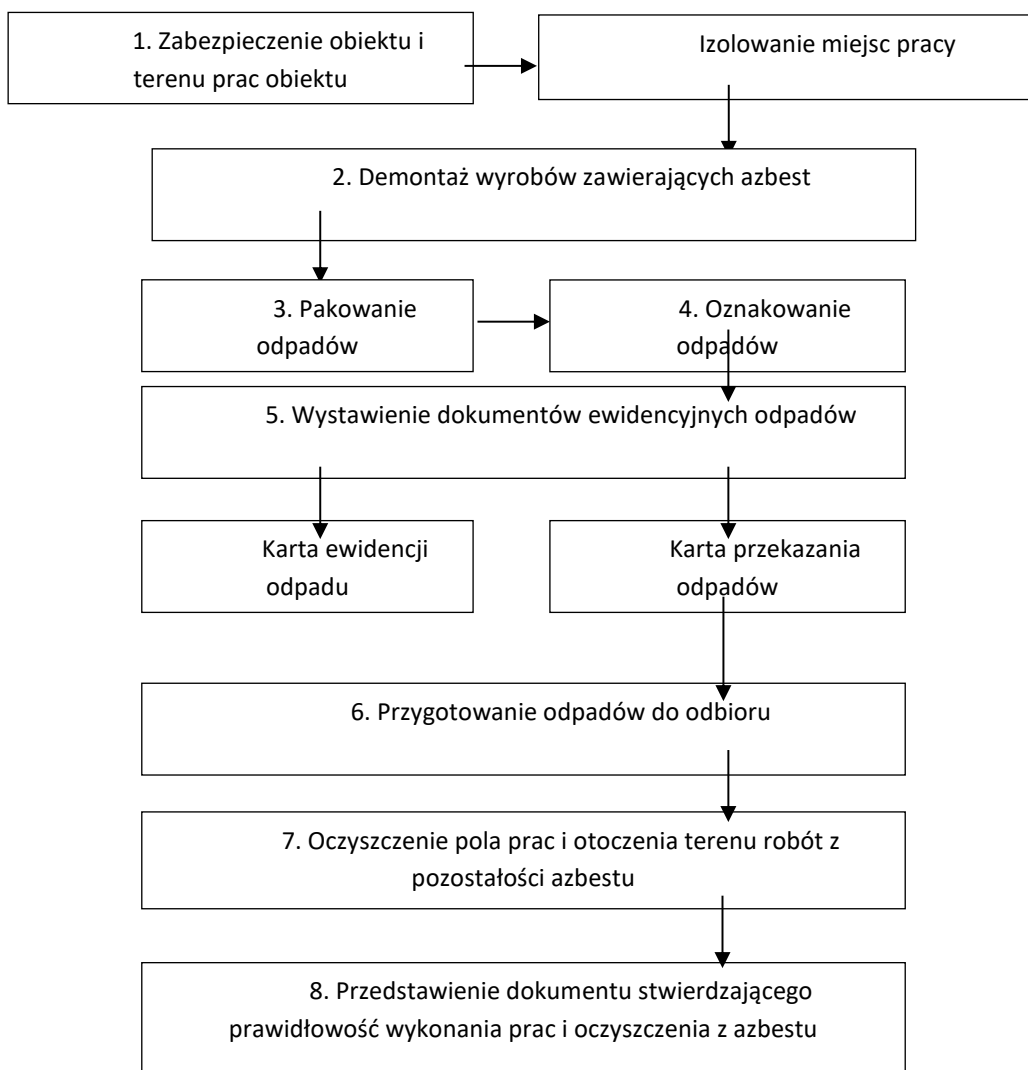 1. Zabezpieczenie obiektu i
terenu prac obiektu
Izolowanie miejsc pracy
2. Demontaż wyrobów zawierających azbest
3. Pakowanie
odpadów
4. Oznakowanie
odpadów
5. Wystawienie dokumentów ewidencyjnych odpadów
Karta ewidencji
odpadu
Karta przekazania
odpadów
6. Przygotowanie odpadów do odbioru
7. Oczyszczenie pola prac i otoczenia terenu robót z
pozostałości azbestu
8. Przedstawienie dokumentu stwierdzającego
prawidłowość wykonania prac i oczyszczenia z azbestu